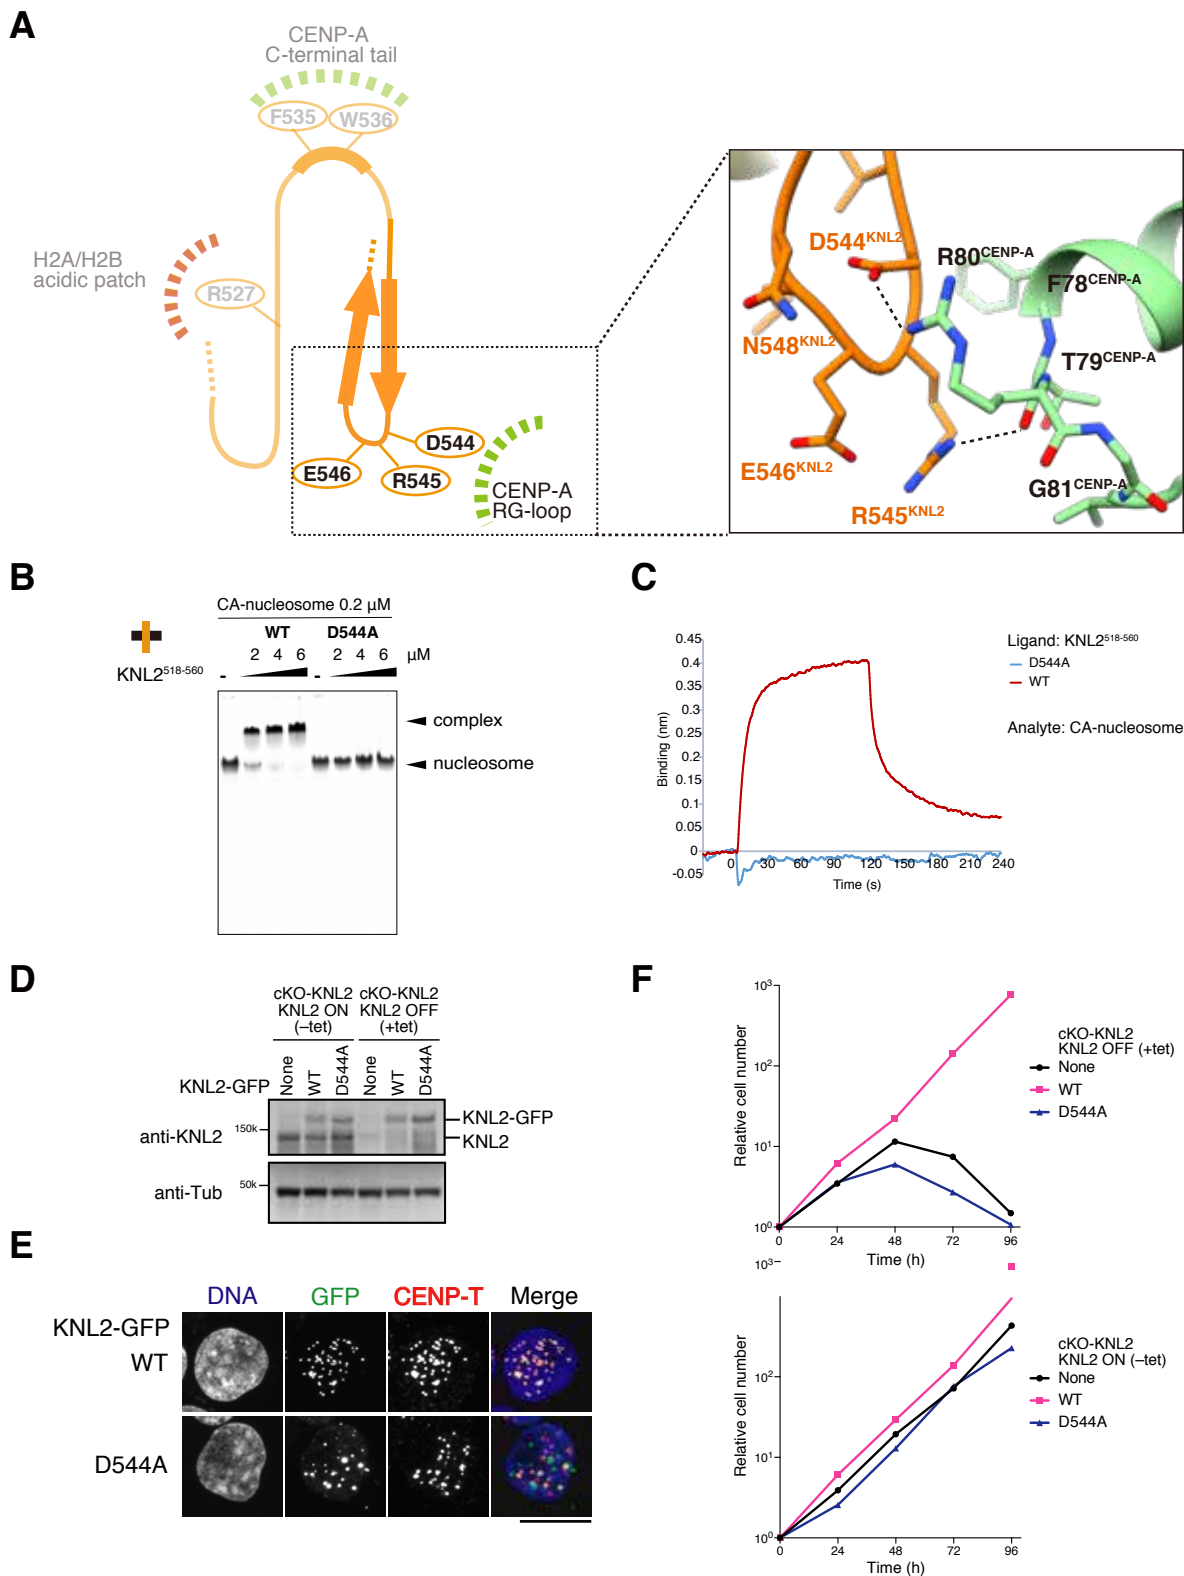 A
CENP-A
C-terminal tail
F535
W536
H2A/H2B
acidic patch
R527
D544
E546
R545
CENP-A
RG-loop
D544KNL2
R80CENP-A
F78CENP-A
N548KNL2
T79CENP-A
E546KNL2
G81CENP-A
R545KNL2
B
CA-nucleosome 0.2 µM
WT D544A
2 4 6 2 4 6 µM
KNL2518-560
- -
complex
nucleosome
C
0.45
0.4
0.35
0.3
0.25
0.2
0.15
0.1
0.05
0
-0.05
Binding (nm)
0 30 60 90 120 150 180 210 240
Time (s)
Ligand: KNL2518-560
D544A
WT
Analyte: CA-nucleosome
D
cKO-KNL2 cKO-KNL2
KNL2 ON KNL2 OFF
(–tet) (+tet)
KNL2-GFP None WT D544A None WT D544A
anti-KNL2
150k
KNL2-GFP
KNL2
anti-Tub
50k
E
DNA GFP CENP-T Merge
KNL2-GFP
WT
D544A
F
Relative cell number
103
102
101
100
0 24 48 72 96
Time (h)
cKO-KNL2
KNL2 OFF (+tet)
None
WT
D544A
Relative cell number
103
102
101
100
0 24 48 72 96
Time (h)
cKO-KNL2
KNL2 ON (–tet)
None
WT
D544A